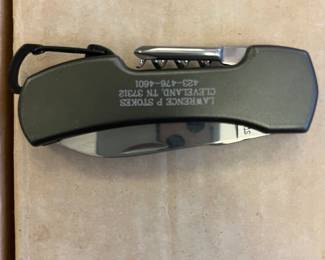 LAWRENCE P STOKES
CLEVELAND, TN 37312
423-476-4601